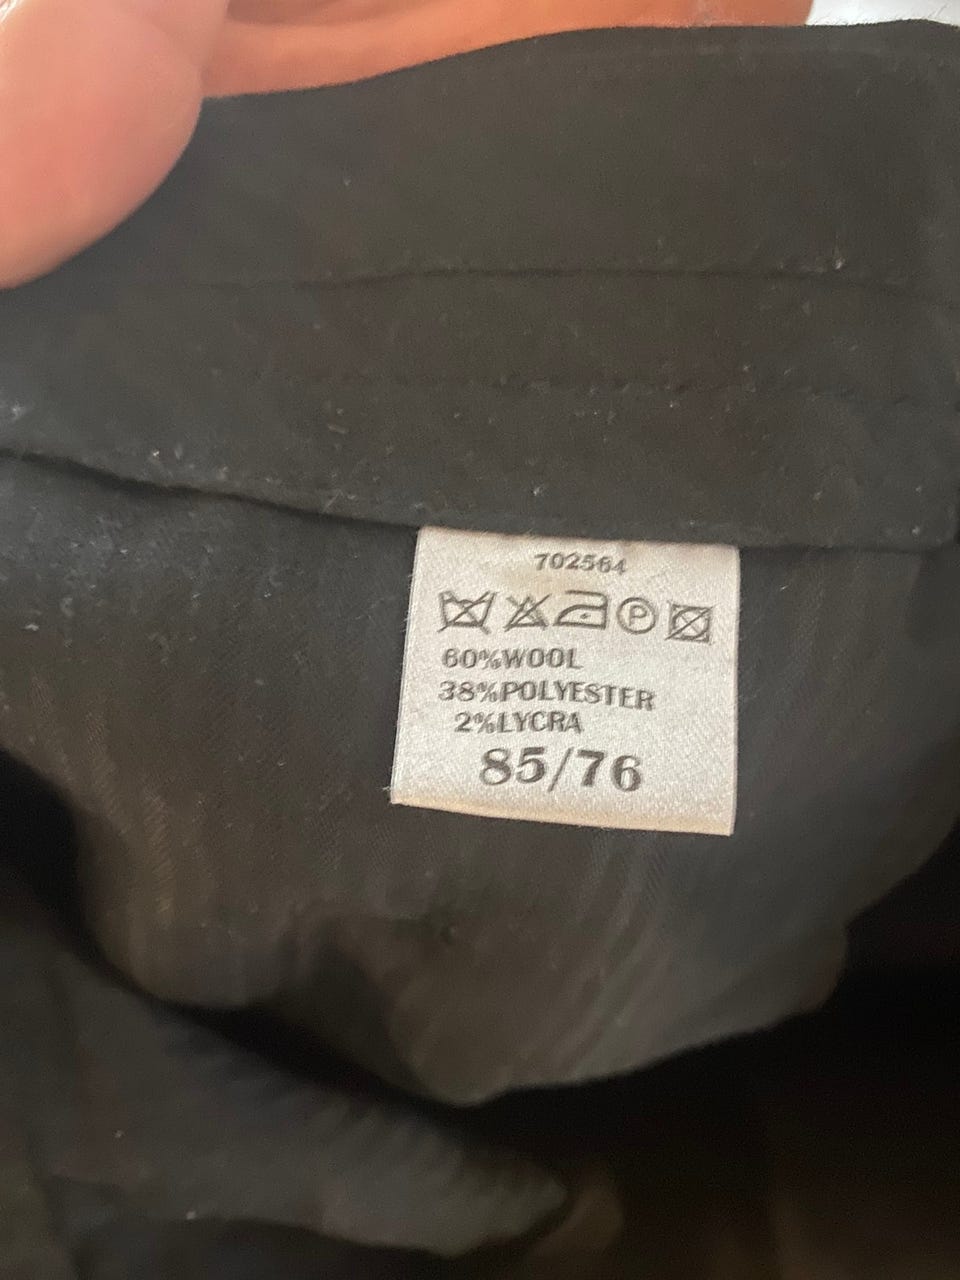 702564
P
60%WOOL
38%POLYESTER
2%LYCRA
85/76